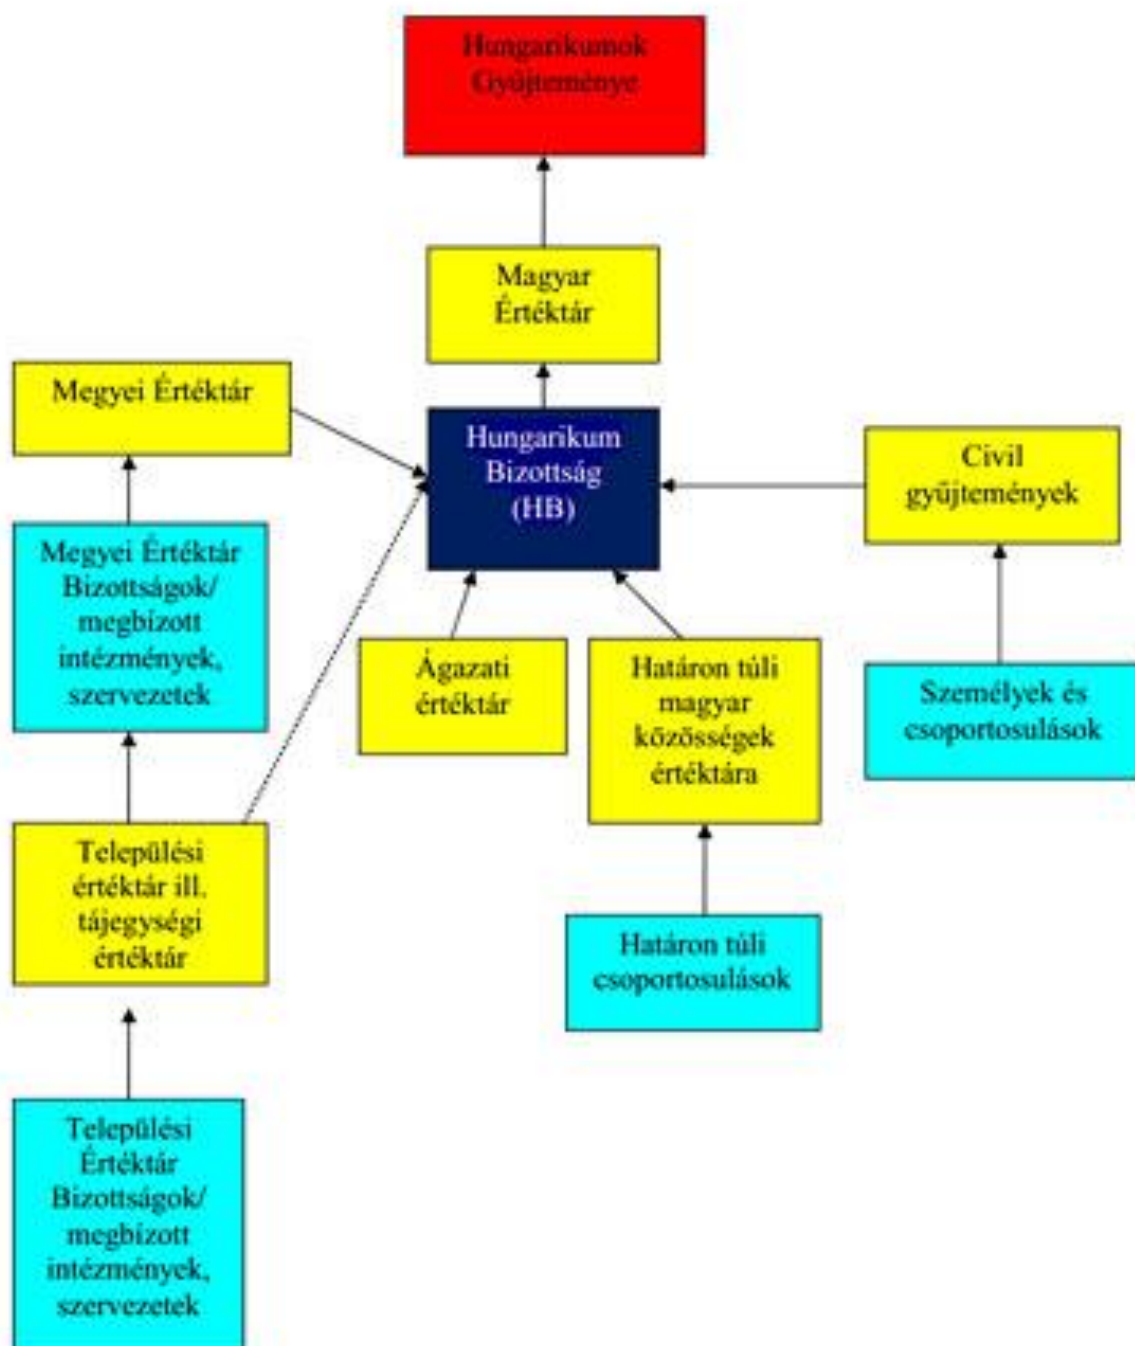 Hungarikumok
Gyűjteménye
Magyar
Értéktár
Megyei Értéktár
Hungarikum
Bizottság
(HB)
Civil
gyűjtemények
Megyei Értéktár
Bizottságok/
megbízott
intézmények,
szervezetek
Ágazati
értéktár
Határon túli
magyar
közösségek
értéktára
Személyek és
csoportosulások
Települési
értéktár ill.
tájegységi
értéktár
Határon túli
csoportosulások
Települési
Értéktár
Bizottságok/
megbízott
intézmények,
szervezetek